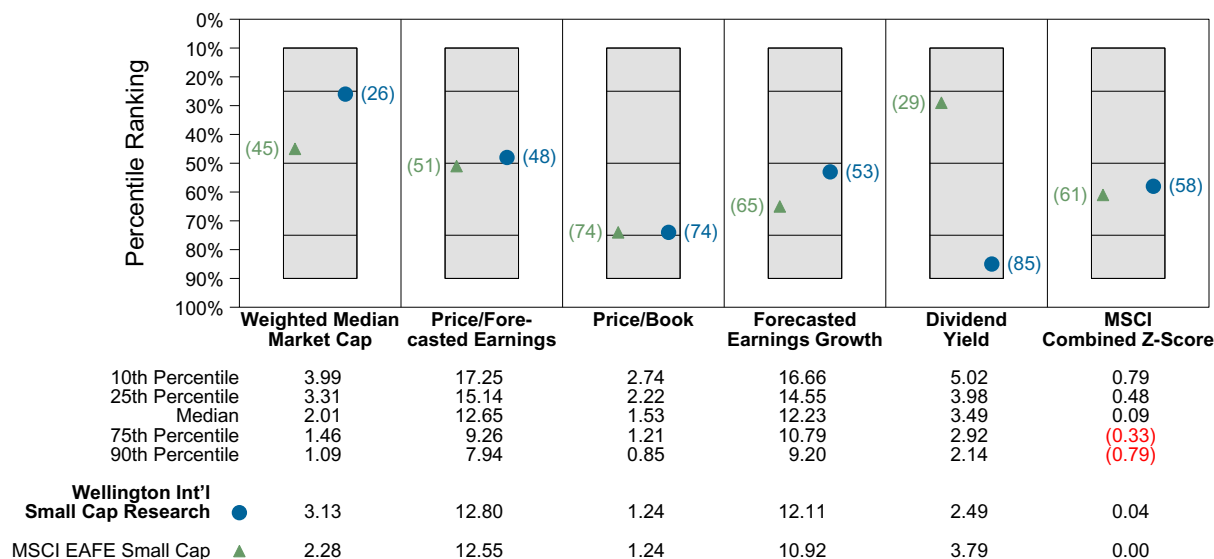 Percentile Ranking
0%
10%
20%
30%
40%
50%
60%
70%
80%
90%
100%
(45)
(26)
(51)
(48)
(74)
(74)
(65)
(53)
(29)
(85)
(61)
(58)
Weighted Median
Market Cap
Price/Fore-
casted Earnings
Price/Book
Forecasted
Earnings Growth
Dividend
Yield
MSCI
Combined Z-Score
10th Percentile 3.99 17.25 2.74 16.66 5.02 0.79
25th Percentile 3.31 15.14 2.22 14.55 3.98 0.48
Median 2.01 12.65 1.53 12.23 3.49 0.09
75th Percentile 1.46 9.26 1.21 10.79 2.92 (0.33)
90th Percentile 1.09 7.94 0.85 9.20 2.14 (0.79)
Wellington Int'l
Small Cap Research 3.13 12.80 1.24 12.11 2.49 0.04
MSCI EAFE Small Cap 2.28 12.55 1.24 10.92 3.79 0.00